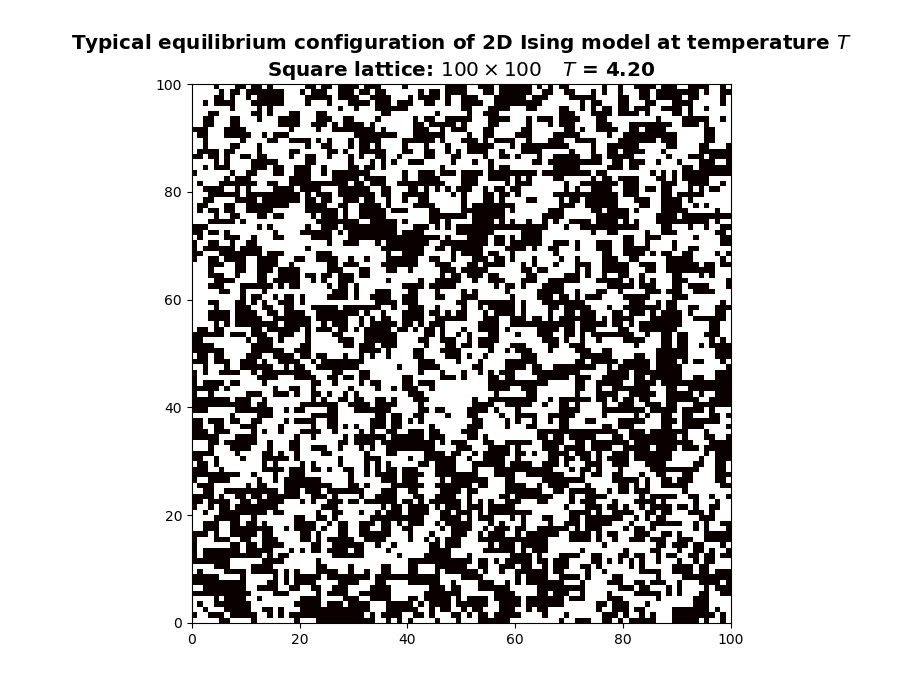 Typical equilibrium configuration of 2D Ising model at temperature T
Square lattice: 100 × 100 T = 4.20
100
80
60
40
20
0
0 20 40 60 80 100